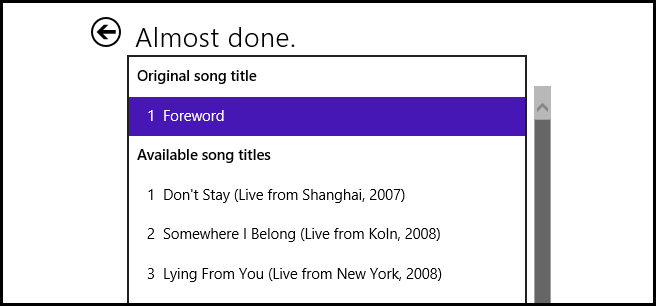 Almost done.
Original song title
1 Foreword
Available song titles
1 Don't Stay (Live from Shanghai, 2007)
2 Somewhere I Belong (Live from Koln, 2008)
3 Lying From You (Live from New York, 2008)